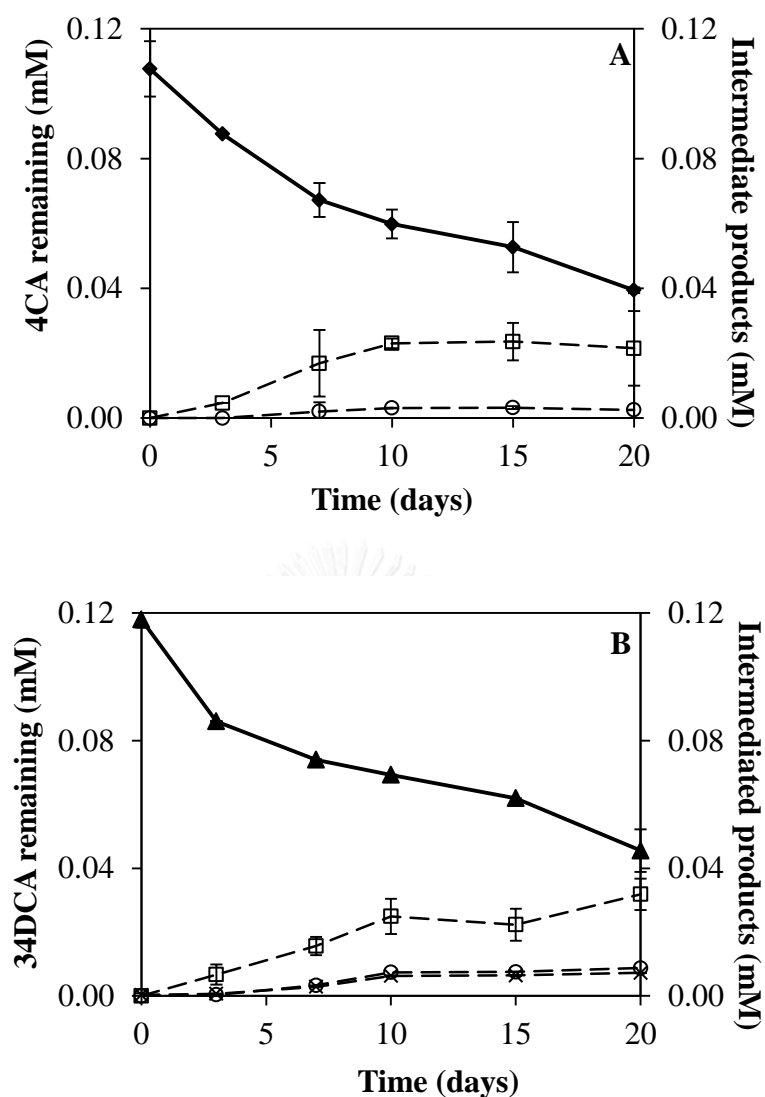 A
4CA remaining (mM)
0.12
0.08
0.04
0.00
0.12
0.08
0.04
0.00
Intermediate products (mM)
0 5 10 15 20
Time (days)
B
34DCA remaining (mM)
0.12
0.08
0.04
0.00
0.12
0.08
0.04
0.00
Intermediated products (mM)
0 5 10 15 20
Time (days)